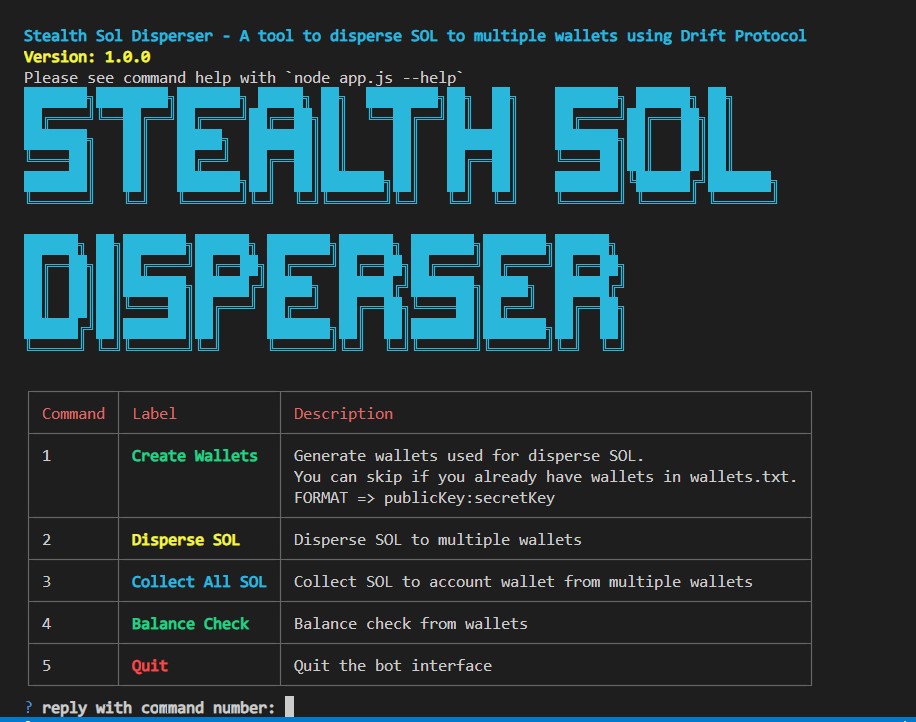 Stealth Sol Disperser - A tool to disperse SOL to multiple wallets using Drift Protocol
Version: 1.0.0
Please see command help with `node app.js --help`
STEALTH SOL
DISPERSER
Command Label Description
1 Create Wallets Generate wallets used for disperse SOL.
You can skip if you already have wallets in wallets.txt.
FORMAT => publicKey:secretKey
2 Disperse SOL Disperse SOL to multiple wallets
3 Collect All SOL Collect SOL to account wallet from multiple wallets
4 Balance Check Balance check from wallets
5 Quit Quit the bot interface
? reply with command number: